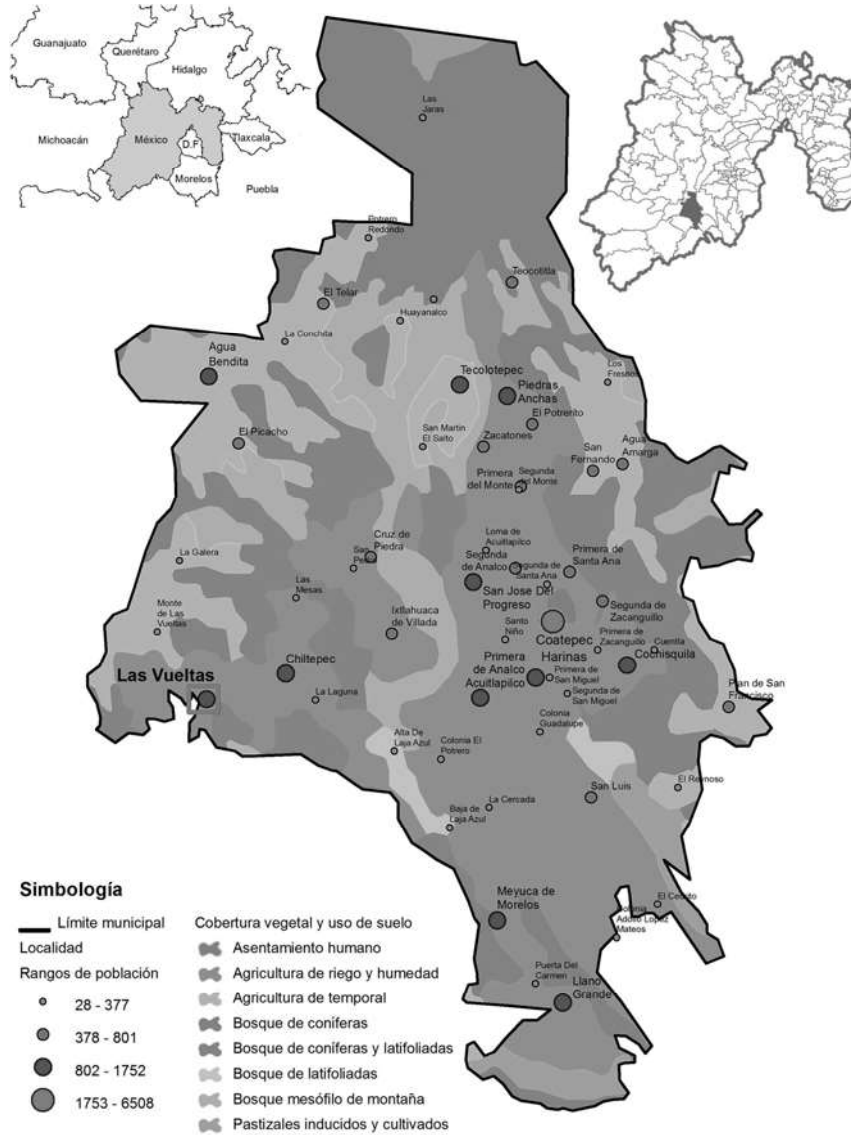 Guanajuato
Querétaro
Hidalgo
Michoacán
México
D.F
Tlaxcala
Morelos
Puebla
Las
Jaras
Potrero
Redondo
Teocotitla
El Telar
Huayanalco
La Conchita
Agua
Bendita
Tecolotepec
Piedras
Anchas
Los
Fresnos
El Potrerito
El Picacho
San Martin
El Salto
Zacatones
San
Fernando
Agua
Amarga
Primera
del Monte
Segunda
del Monte
Cruz de
Piedra
San
Pedro
Loma de
Acuitlapilco
Segunda
de Analco
Segunda de
Santa Ana
Primera de
Santa Ana
La Galera
Las
Mesas
San Jose Del
Progreso
Segunda de
Zacanguillo
Monte
de Las
Vueltas
Ixtlahuaca
de Villada
Santo
Niño
Coatepec
Harinas
Primera de
Zacanguillo
Cuentla
Cochisquila
Las Vueltas
Chiltepec
Primera
de Analco
Acuitlapilco
Primera de
San Miguel
Segunda de
San Miguel
La Laguna
Plan de San
Francisco
Alta De
Laja Azul
Colonia El
Potrero
Colonia
Guadalupe
El Reynoso
San Luis
La Cercada
Baja de
Laja Azul
Meyuca de
Morelos
El Cedrito
Colonia
Adolfo Lopez
Mateos
Puerta Del
Carmen
Llano
Grande
Simbología
Límite municipal
Localidad
Rangos de población
28 - 377
378 - 801
802 - 1752
1753 - 6508
Cobertura vegetal y uso de suelo
Asentamiento humano
Agricultura de riego y humedad
Agricultura de temporal
Bosque de coníferas
Bosque de coníferas y latifoliadas
Bosque de latifoliadas
Bosque mesófilo de montaña
Pastizales inducidos y cultivados